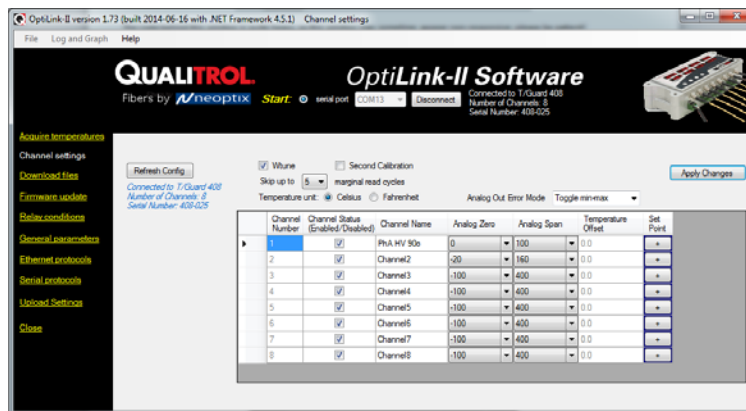 OptiLink-II version 1.73 (built 2014-06-16 with .NET Framework 4.5.1) Channel settings
File Log and Graph Help
QUALITROL
Fibers by neoptix
OptiLink-II Software
Start: serial port COM13 Disconnect
Connected to T/Guard 408
Number of Channels: 8
Serial Number: 408-025
Acquire temperatures
Channel settings
Download files
Firmware update
Relay conditions
General parameters
Ethernet protocols
Serial protocols
Upload Settings
Close
Refresh Config
Connected to T/Guard 408
Number of Channels: 8
Serial Number: 408-025
Wtune Second Calibration
Skip up to 5 marginal read cycles
Temperature unit: Celsius Fahrenheit Analog Out Error Mode Toggle min-max
Apply Changes
Channel Number Channel Status (Enabled/Disabled) Channel Name Analog Zero Analog Span Temperature Offset Set Point
1 PhA HV 90o 0 100 0.0 +
2 Channel2 -20 160 0.0 +
3 Channel3 -100 400 0.0 +
4 Channel4 -100 400 0.0 +
5 Channel5 -100 400 0.0 +
6 Channel6 -100 400 0.0 +
7 Channel7 -100 400 0.0 +
8 Channel8 -100 400 0.0 +